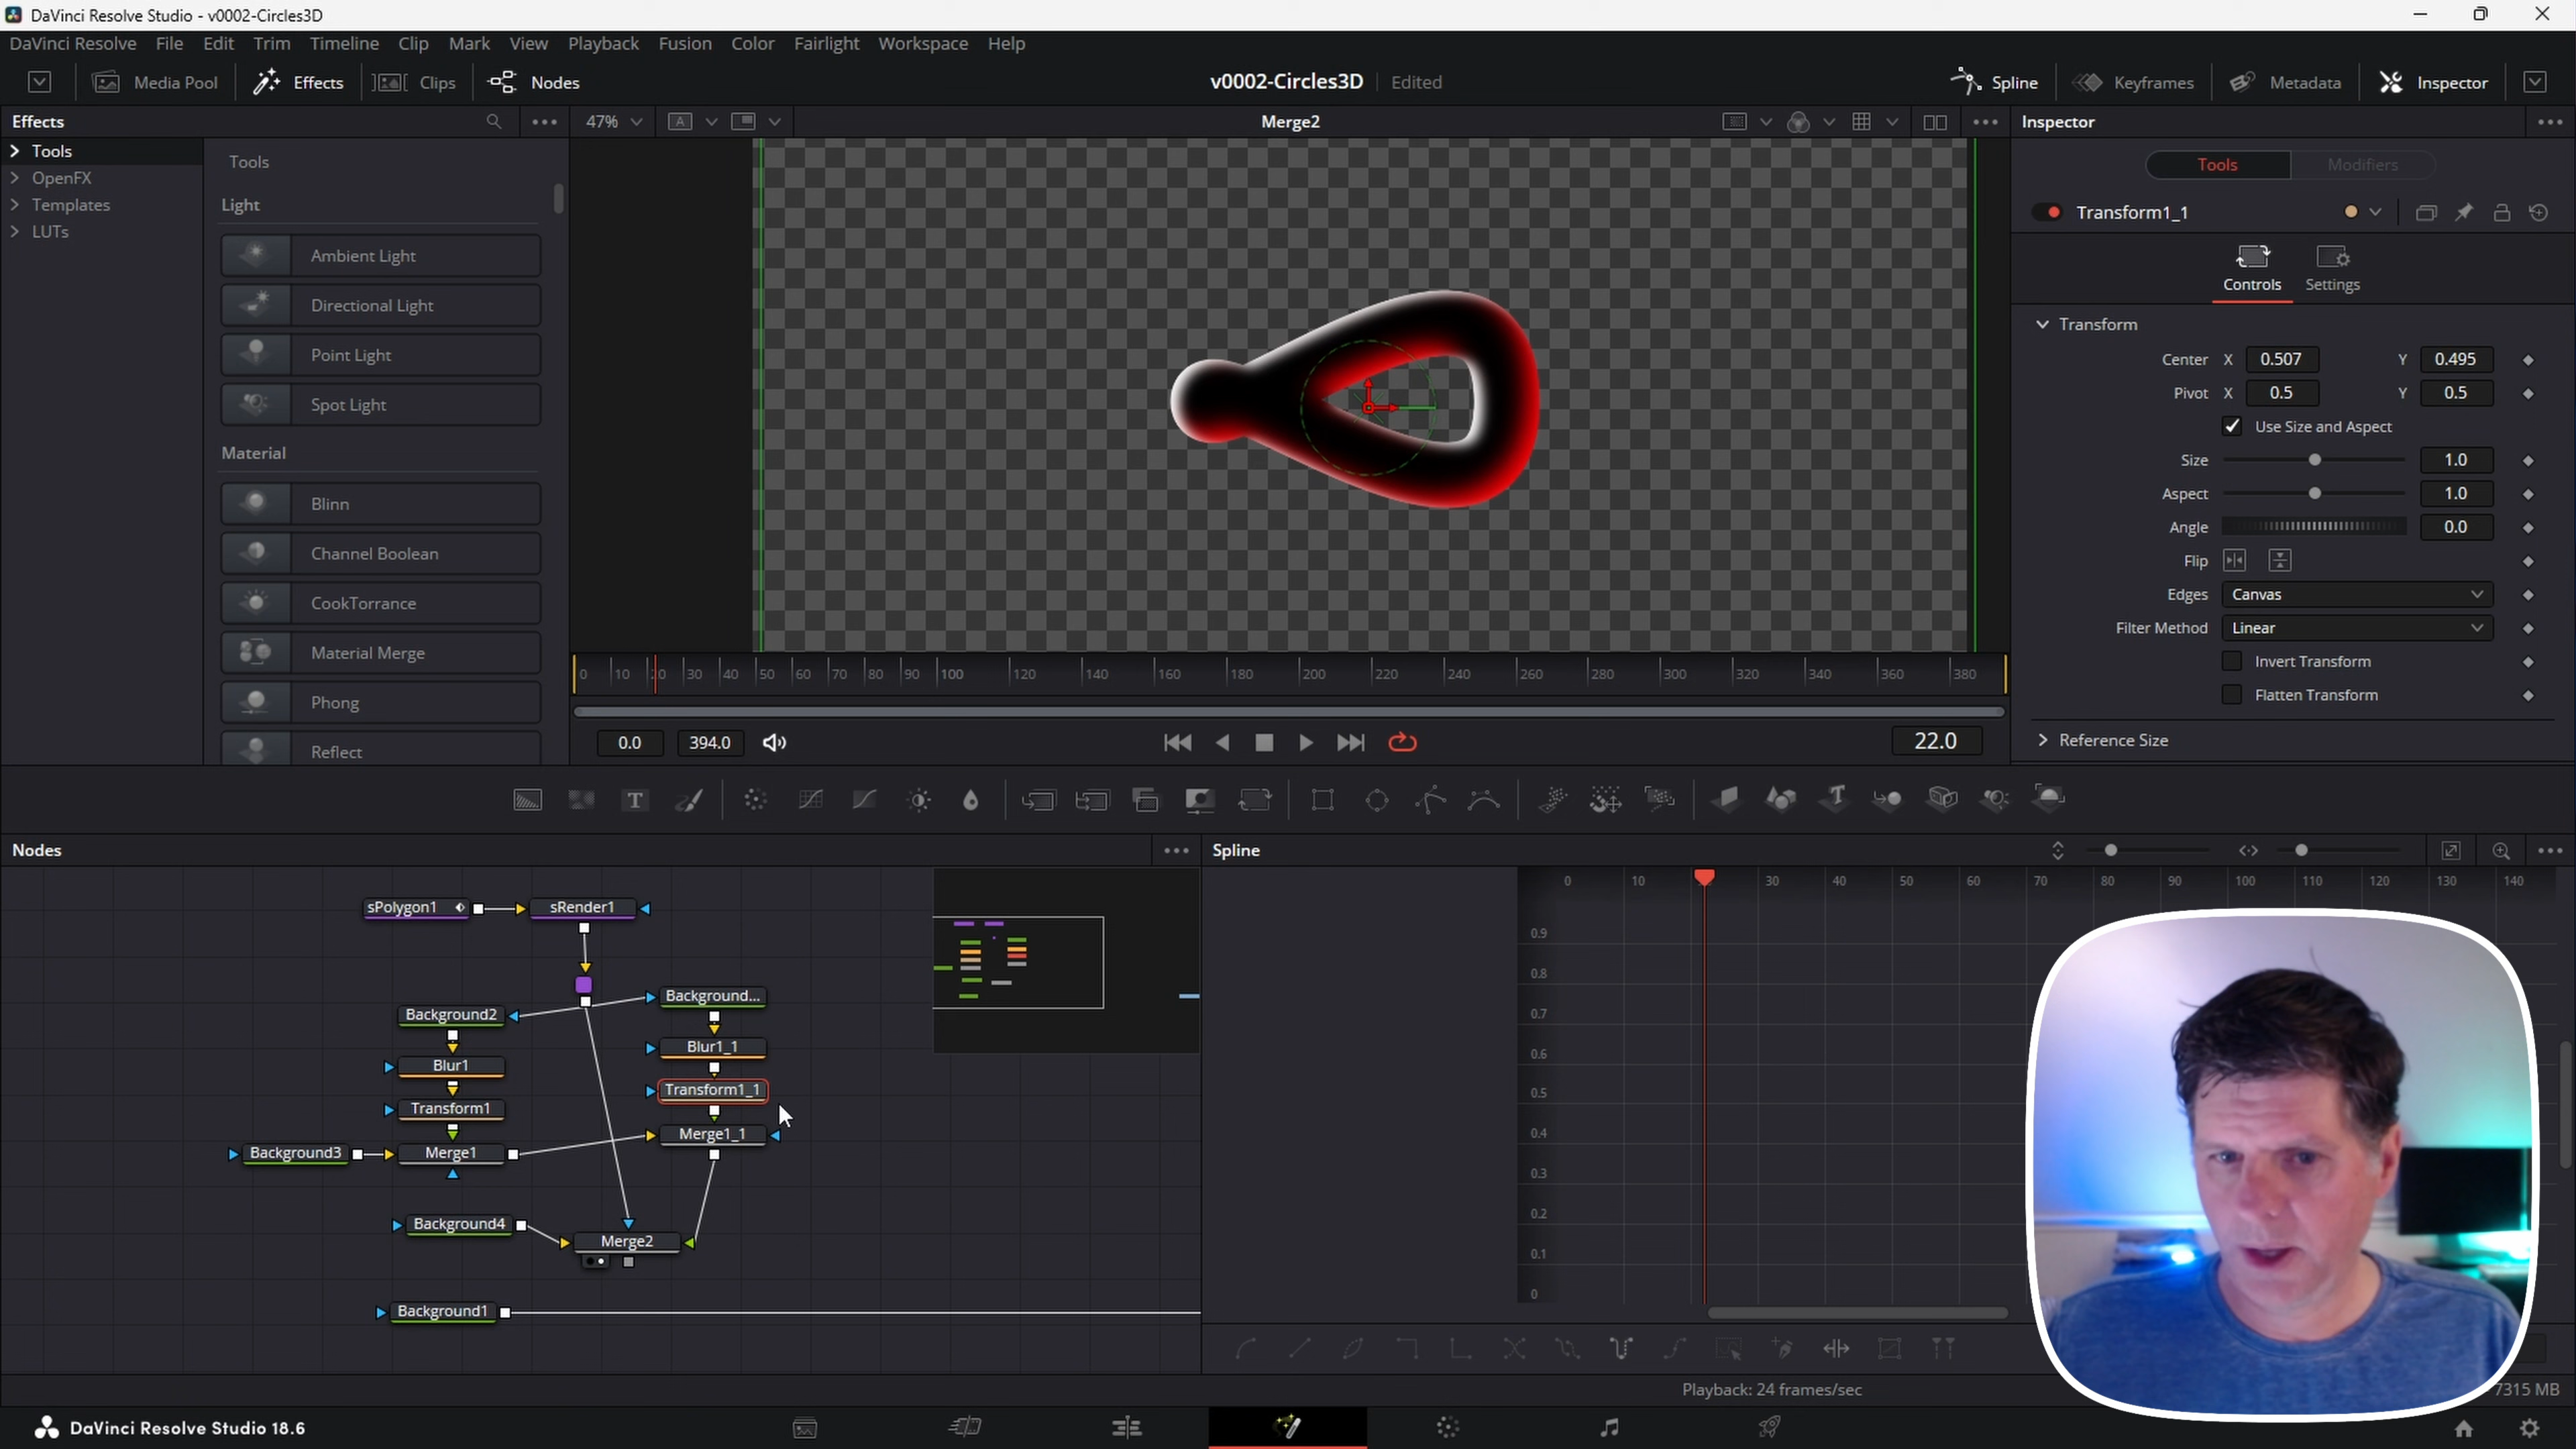 DaVinci Resolve Studio - v0002-Circles3D
DaVinci Resolve File Edit Trim Timeline Clip Mark View Playback Fusion Color Fairlight Workspace Help
Media Pool Effects Clips Nodes v0002-Circles3D Edited Spline Keyframes Metadata Inspector
Effects 47% A Merge2 Inspector
Tools
OpenFX
Templates
LUTs
Tools
Light
Ambient Light
Directional Light
Point Light
Spot Light
Material
Blinn
Channel Boolean
CookTorrance
Material Merge
Phong
Reflect
0 10 20 30 40 50 60 70 80 90 100 120 140 160 180 200 220 240 260 280 300 320 340 360 380
0.0 394.0 22.0
Tools Modifiers
Transform1_1
Controls Settings
Transform
Center X 0.507 Y 0.495
Pivot X 0.5 Y 0.5
Use Size and Aspect
Size 1.0
Aspect 1.0
Angle 0.0
Flip
Edges Canvas
Filter Method Linear
Invert Transform
Flatten Transform
Reference Size
T T
Nodes
sPolygon1 sRender1
Background...
Background2
Blur1_1
Blur1
Transform1_1
Transform1
Merge1_1
Background3 Merge1
Background4
Merge2
Background1
Spline
0 10 30 40 50 60 70 80 90 100 110 120 130 140
0.9
0.8
0.7
0.6
0.5
0.4
0.3
0.2
0.1
0
Playback: 24 frames/sec
7315 MB
DaVinci Resolve Studio 18.6